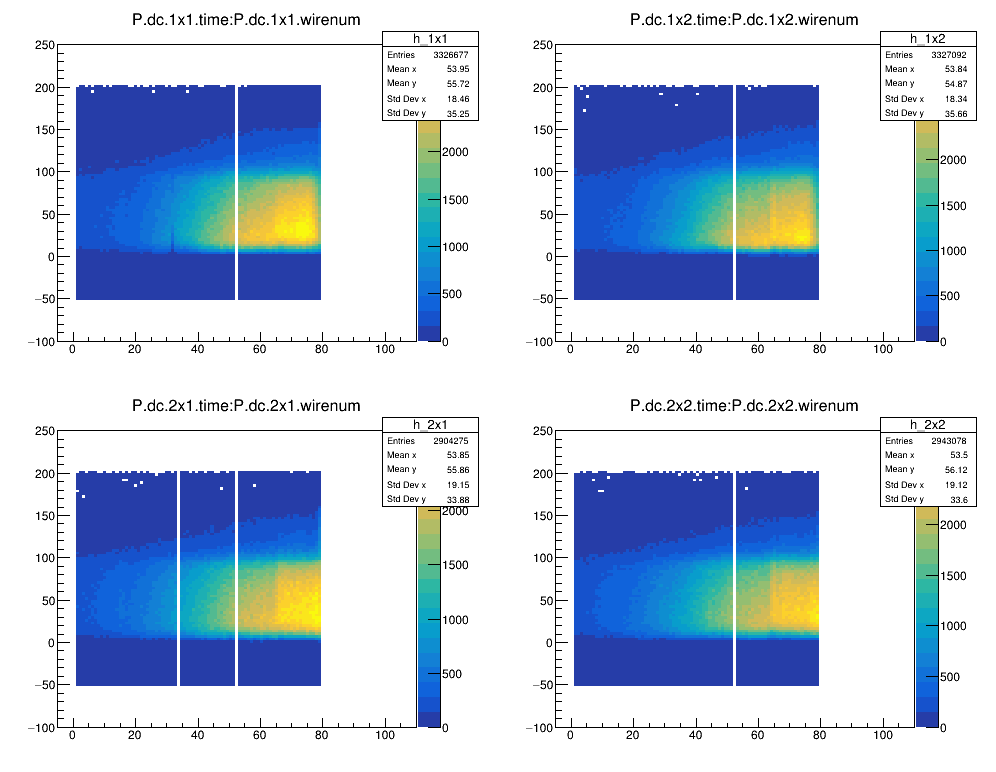 P.dc.1x1.time:P.dc.1x1.wirenum
h_1x1
Entries 3326677
Mean x 53.95
Mean y 55.72
Std Dev x 18.46
Std Dev y 35.25
250
200
150
100
50
0
−50
−100
0 20 40 60 80 100
2000
1500
1000
500
0
P.dc.1x2.time:P.dc.1x2.wirenum
h_1x2
Entries 3327092
Mean x 53.84
Mean y 54.87
Std Dev x 18.34
Std Dev y 35.66
250
200
150
100
50
0
−50
−100
0 20 40 60 80 100
2000
1500
1000
500
0
P.dc.2x1.time:P.dc.2x1.wirenum
h_2x1
Entries 2904275
Mean x 53.85
Mean y 55.86
Std Dev x 19.15
Std Dev y 33.88
250
200
150
100
50
0
−50
−100
0 20 40 60 80 100
2000
1500
1000
500
0
P.dc.2x2.time:P.dc.2x2.wirenum
h_2x2
Entries 2943078
Mean x 53.5
Mean y 56.12
Std Dev x 19.12
Std Dev y 33.6
250
200
150
100
50
0
−50
−100
0 20 40 60 80 100
2000
1500
1000
500
0